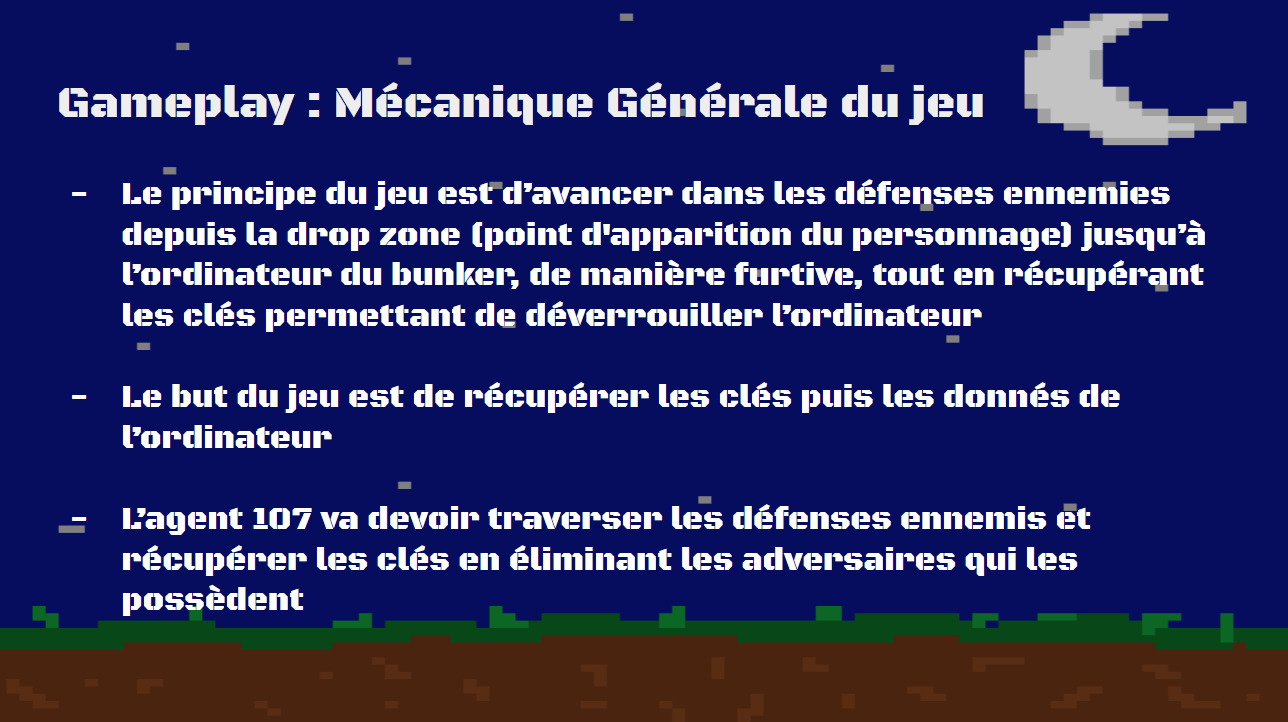 Gameplay : Mécanique Générale du jeu
- Le principe du jeu est d’avancer dans les défenses ennemies
depuis la drop zone (point d'apparition du personnage) jusqu’à
l’ordinateur du bunker, de manière furtive, tout en récupérant
les clés permettant de déverrouiller l’ordinateur
- Le but du jeu est de récupérer les clés puis les donnés de
l’ordinateur
- L’agent 107 va devoir traverser les défenses ennemis et
récupérer les clés en éliminant les adversaires qui les
possèdent